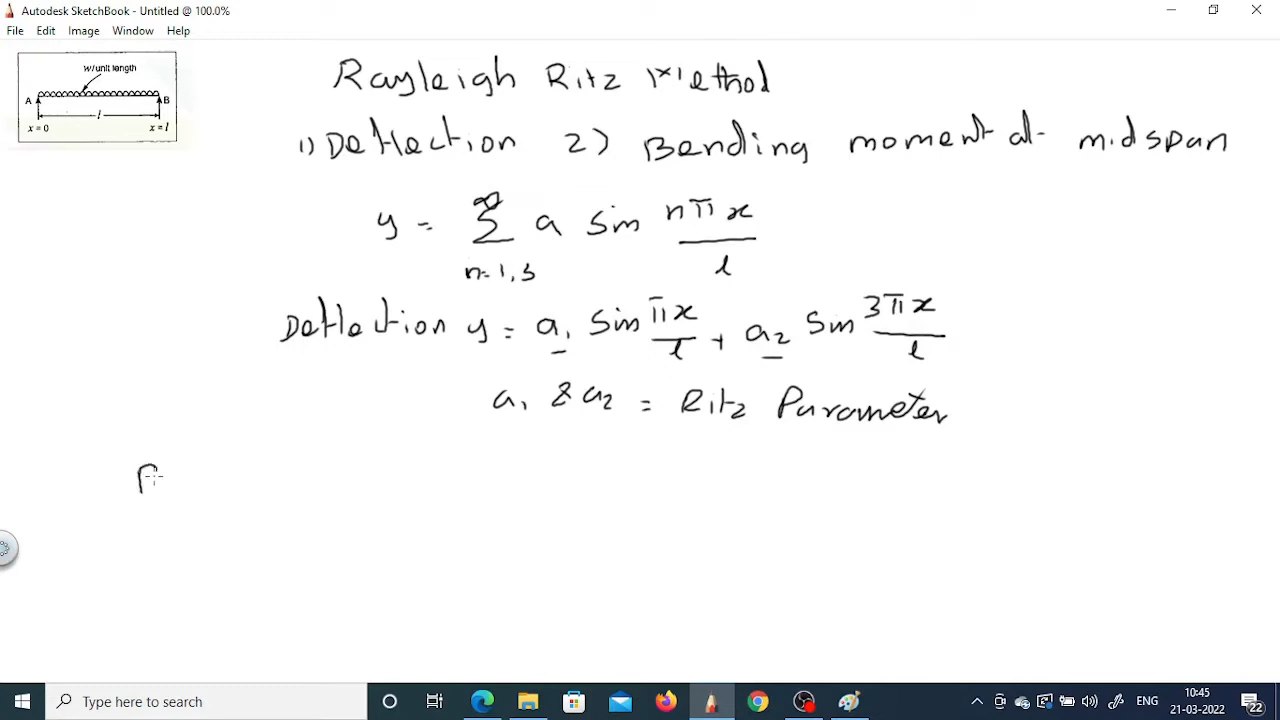 Autodesk SketchBook - Untitled @ 100.0%
File Edit Image Window Help
w/unit length
A B
l
x = 0 x = l
Rayleigh Ritz Method
1) Deflection 2) Bending moment at midspan
y = ∞ Σ n=1,3 a sin nπx / l
Deflection y = a₁ sin πx / l + a₂ sin 3πx / l
a₁ & a₂ = Ritz Parameter
Type here to search
ENG 10:45 21-03-2022 22